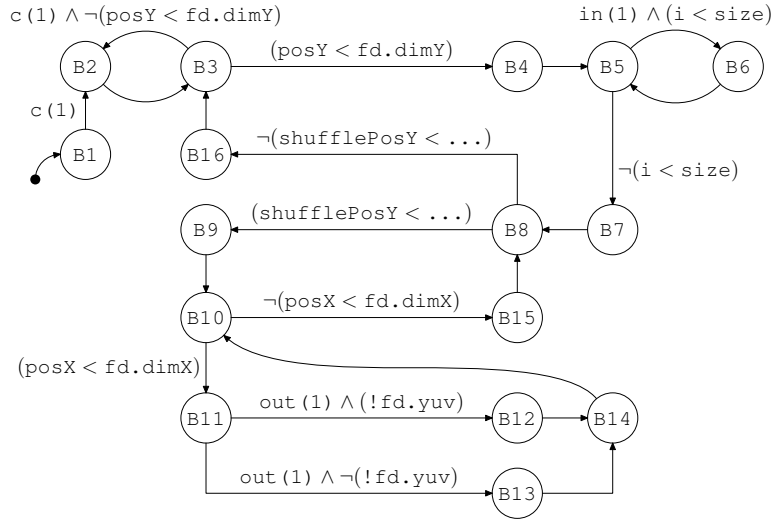 c(1) ∧ ¬(posY < fd.dimY)
in(1) ∧ (i < size)
(posY < fd.dimY)
B2
B3
B4
B5
B6
c(1)
¬(shufflePosY < ...)
B1
B16
¬(i < size)
(shufflePosY < ...)
B9
B8
B7
¬(posX < fd.dimX)
B10
B15
(posX < fd.dimX)
out(1) ∧ (!fd.yuv)
B11
B12
B14
out(1) ∧ ¬(!fd.yuv)
B13